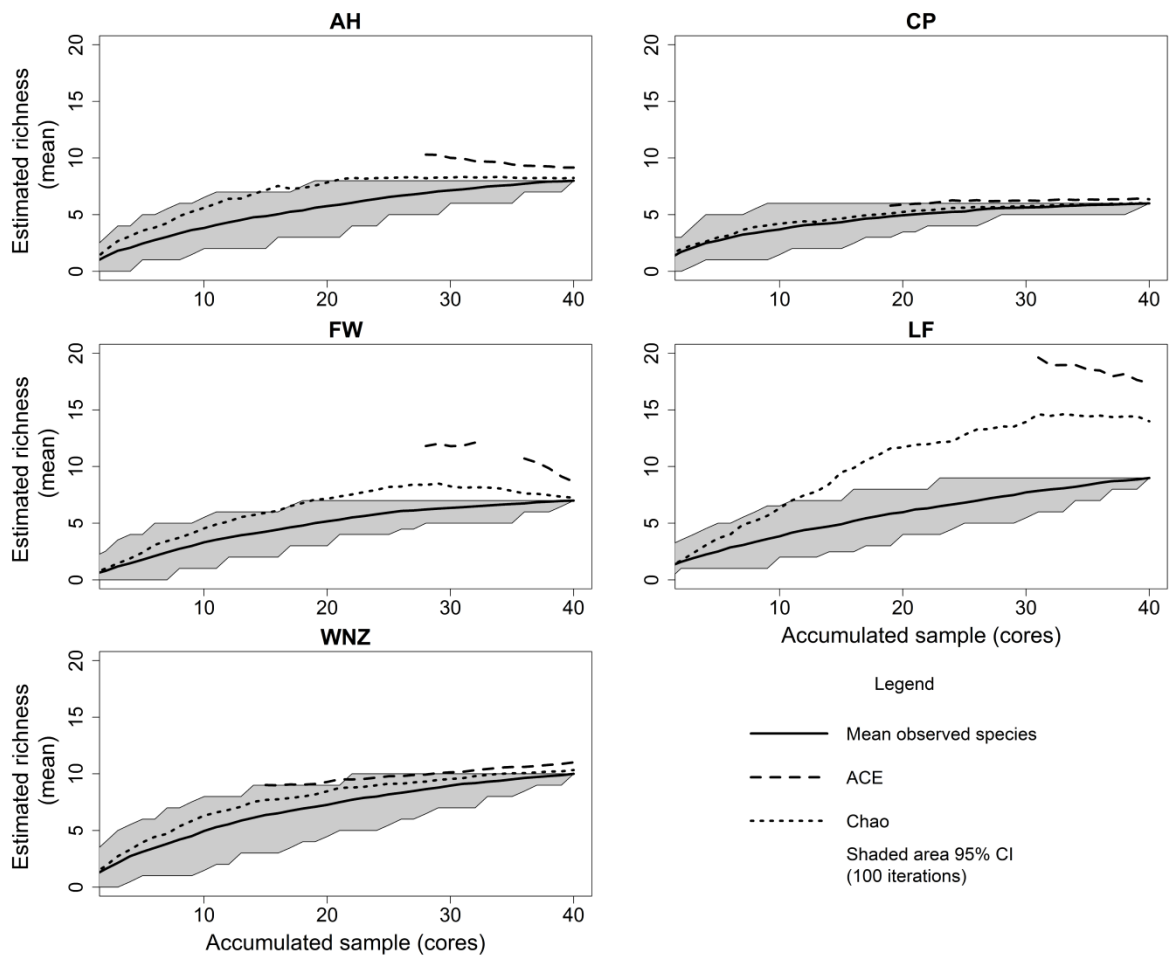 AH
20
15
10
5
0
Estimated richness
(mean)
10 20 30 40
CP
20
15
10
5
0
10 20 30 40
FW
20
15
10
5
0
Estimated richness
(mean)
10 20 30 40
LF
20
15
10
5
0
10 20 30 40
Accumulated sample (cores)
WNZ
20
15
10
5
0
Estimated richness
(mean)
10 20 30 40
Accumulated sample (cores)
Legend
Mean observed species
ACE
Chao
Shaded area 95% CI
(100 iterations)